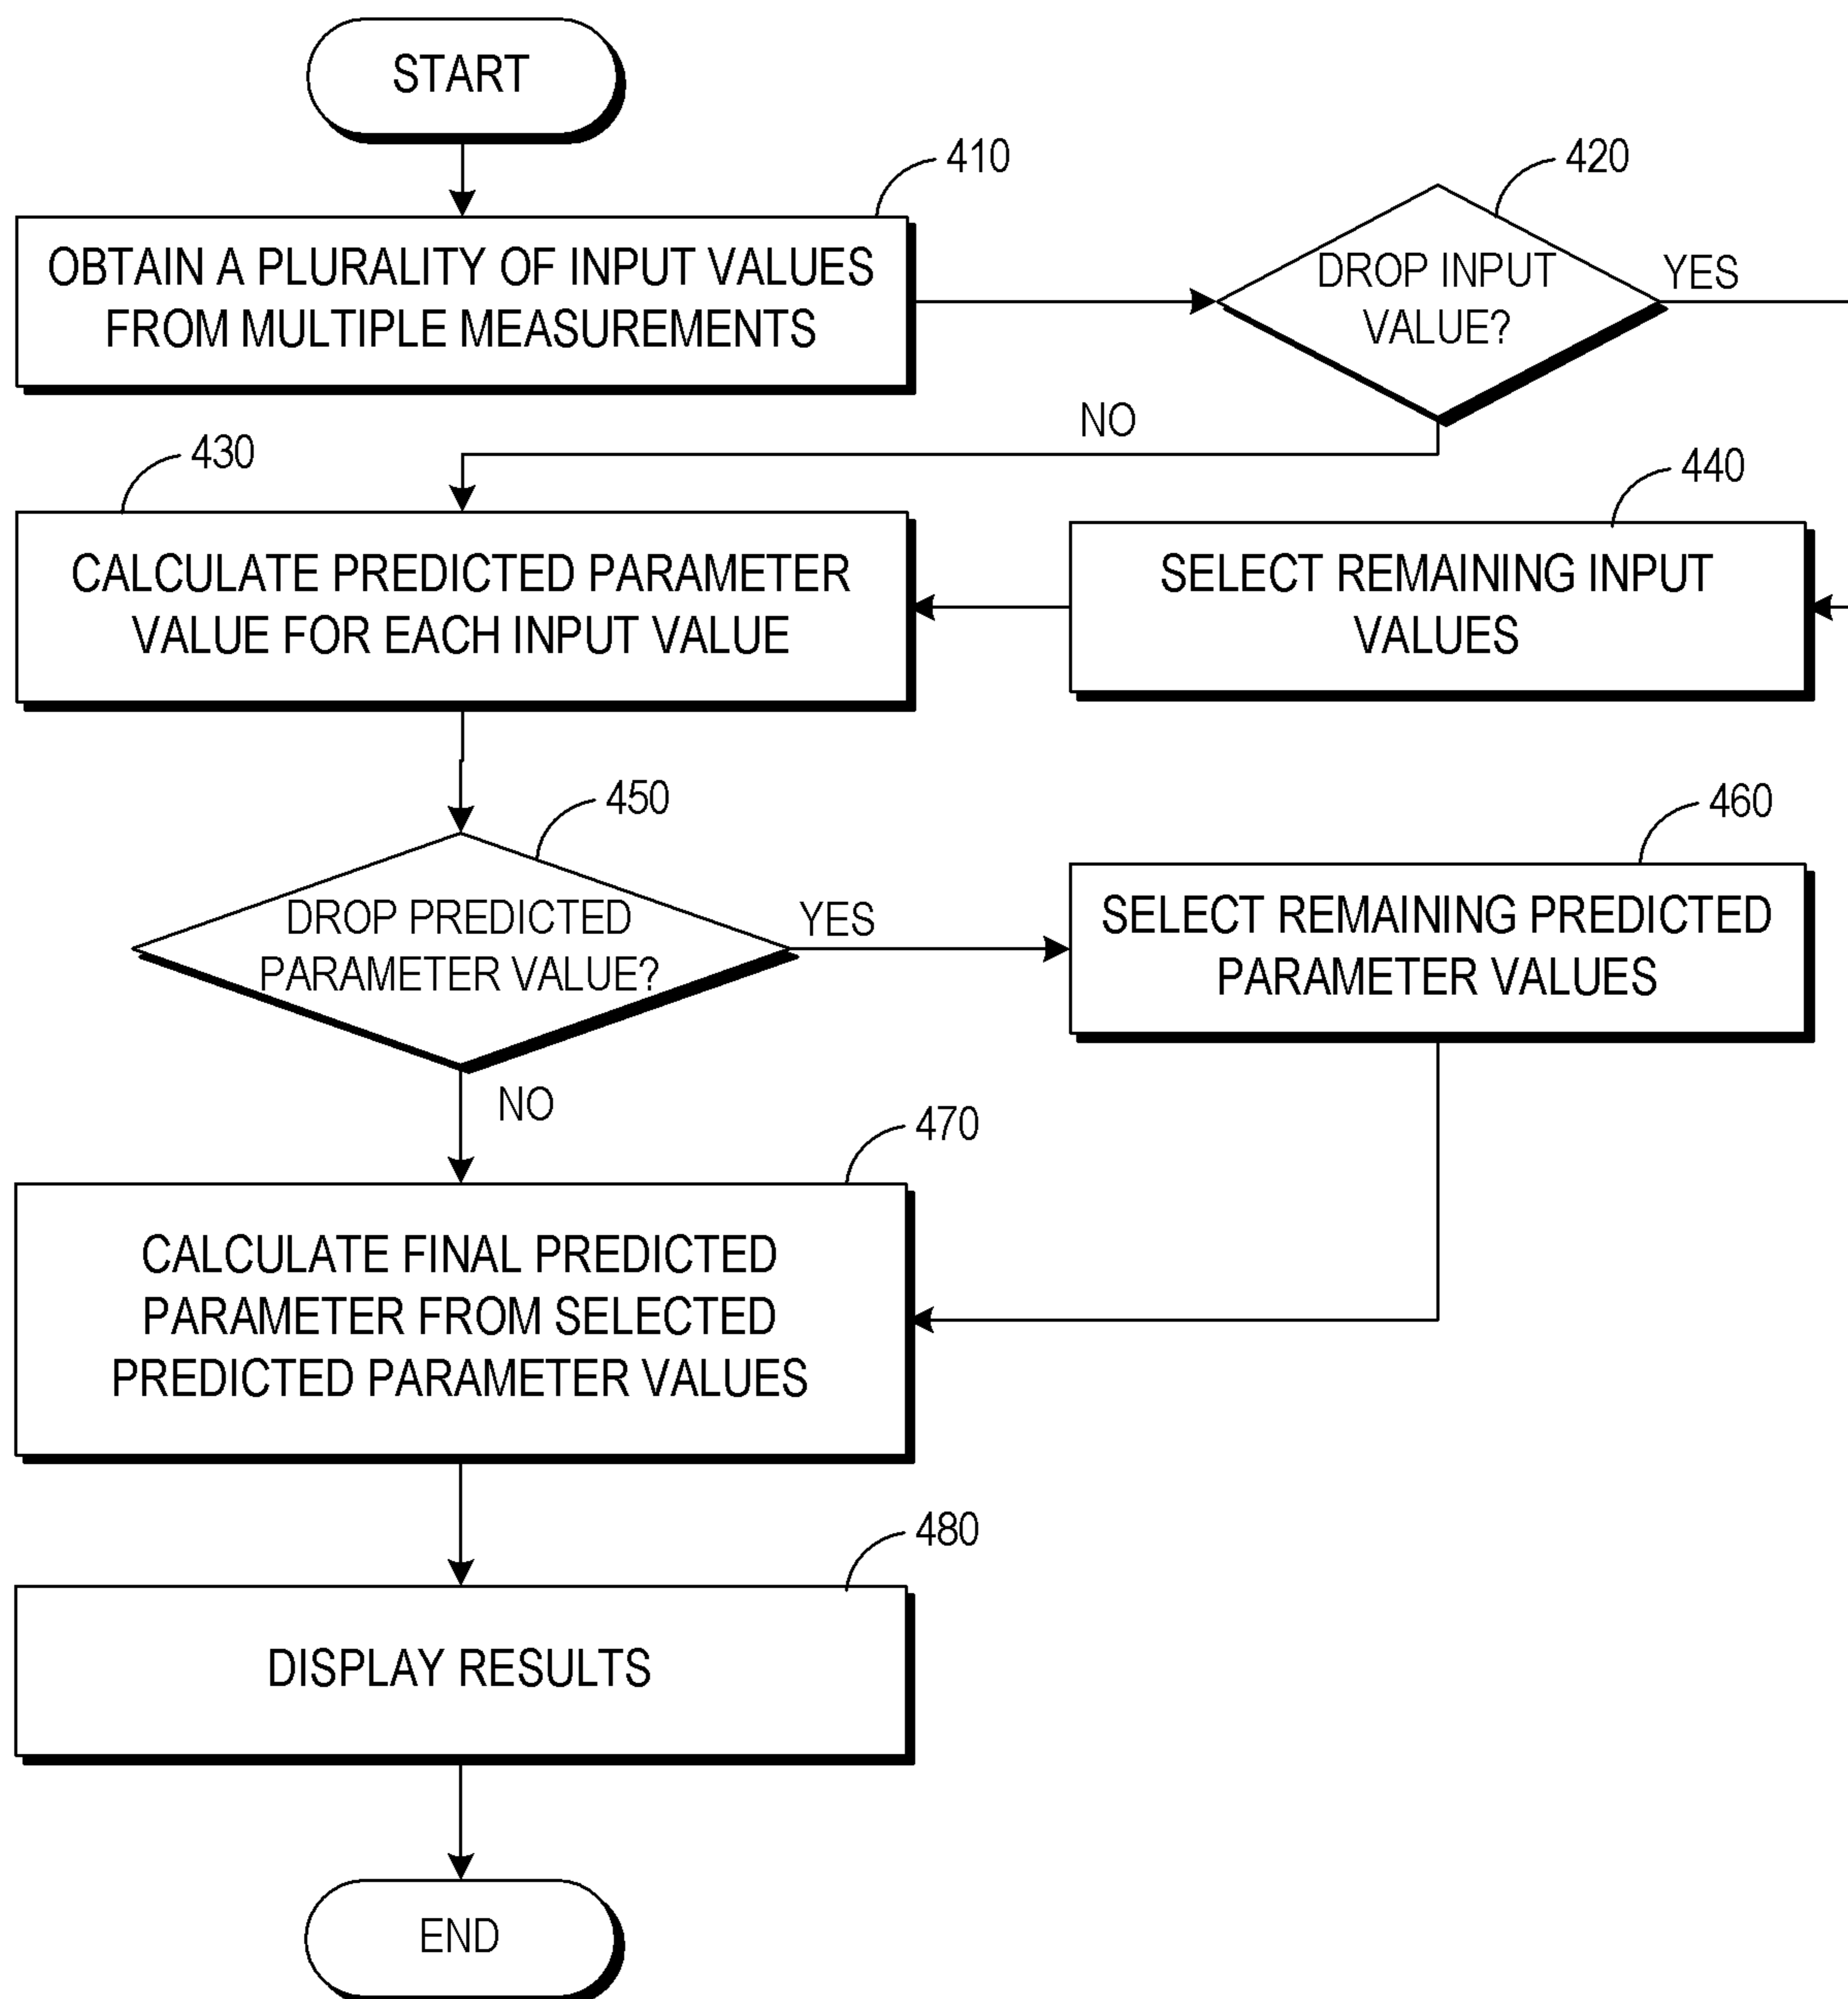 START
410
OBTAIN A PLURALITY OF INPUT VALUES
FROM MULTIPLE MEASUREMENTS
420
DROP INPUT
VALUE?
YES
NO
430
CALCULATE PREDICTED PARAMETER
VALUE FOR EACH INPUT VALUE
440
SELECT REMAINING INPUT
VALUES
450
DROP PREDICTED
PARAMETER VALUE?
YES
NO
460
SELECT REMAINING PREDICTED
PARAMETER VALUES
470
CALCULATE FINAL PREDICTED
PARAMETER FROM SELECTED
PREDICTED PARAMETER VALUES
480
DISPLAY RESULTS
END